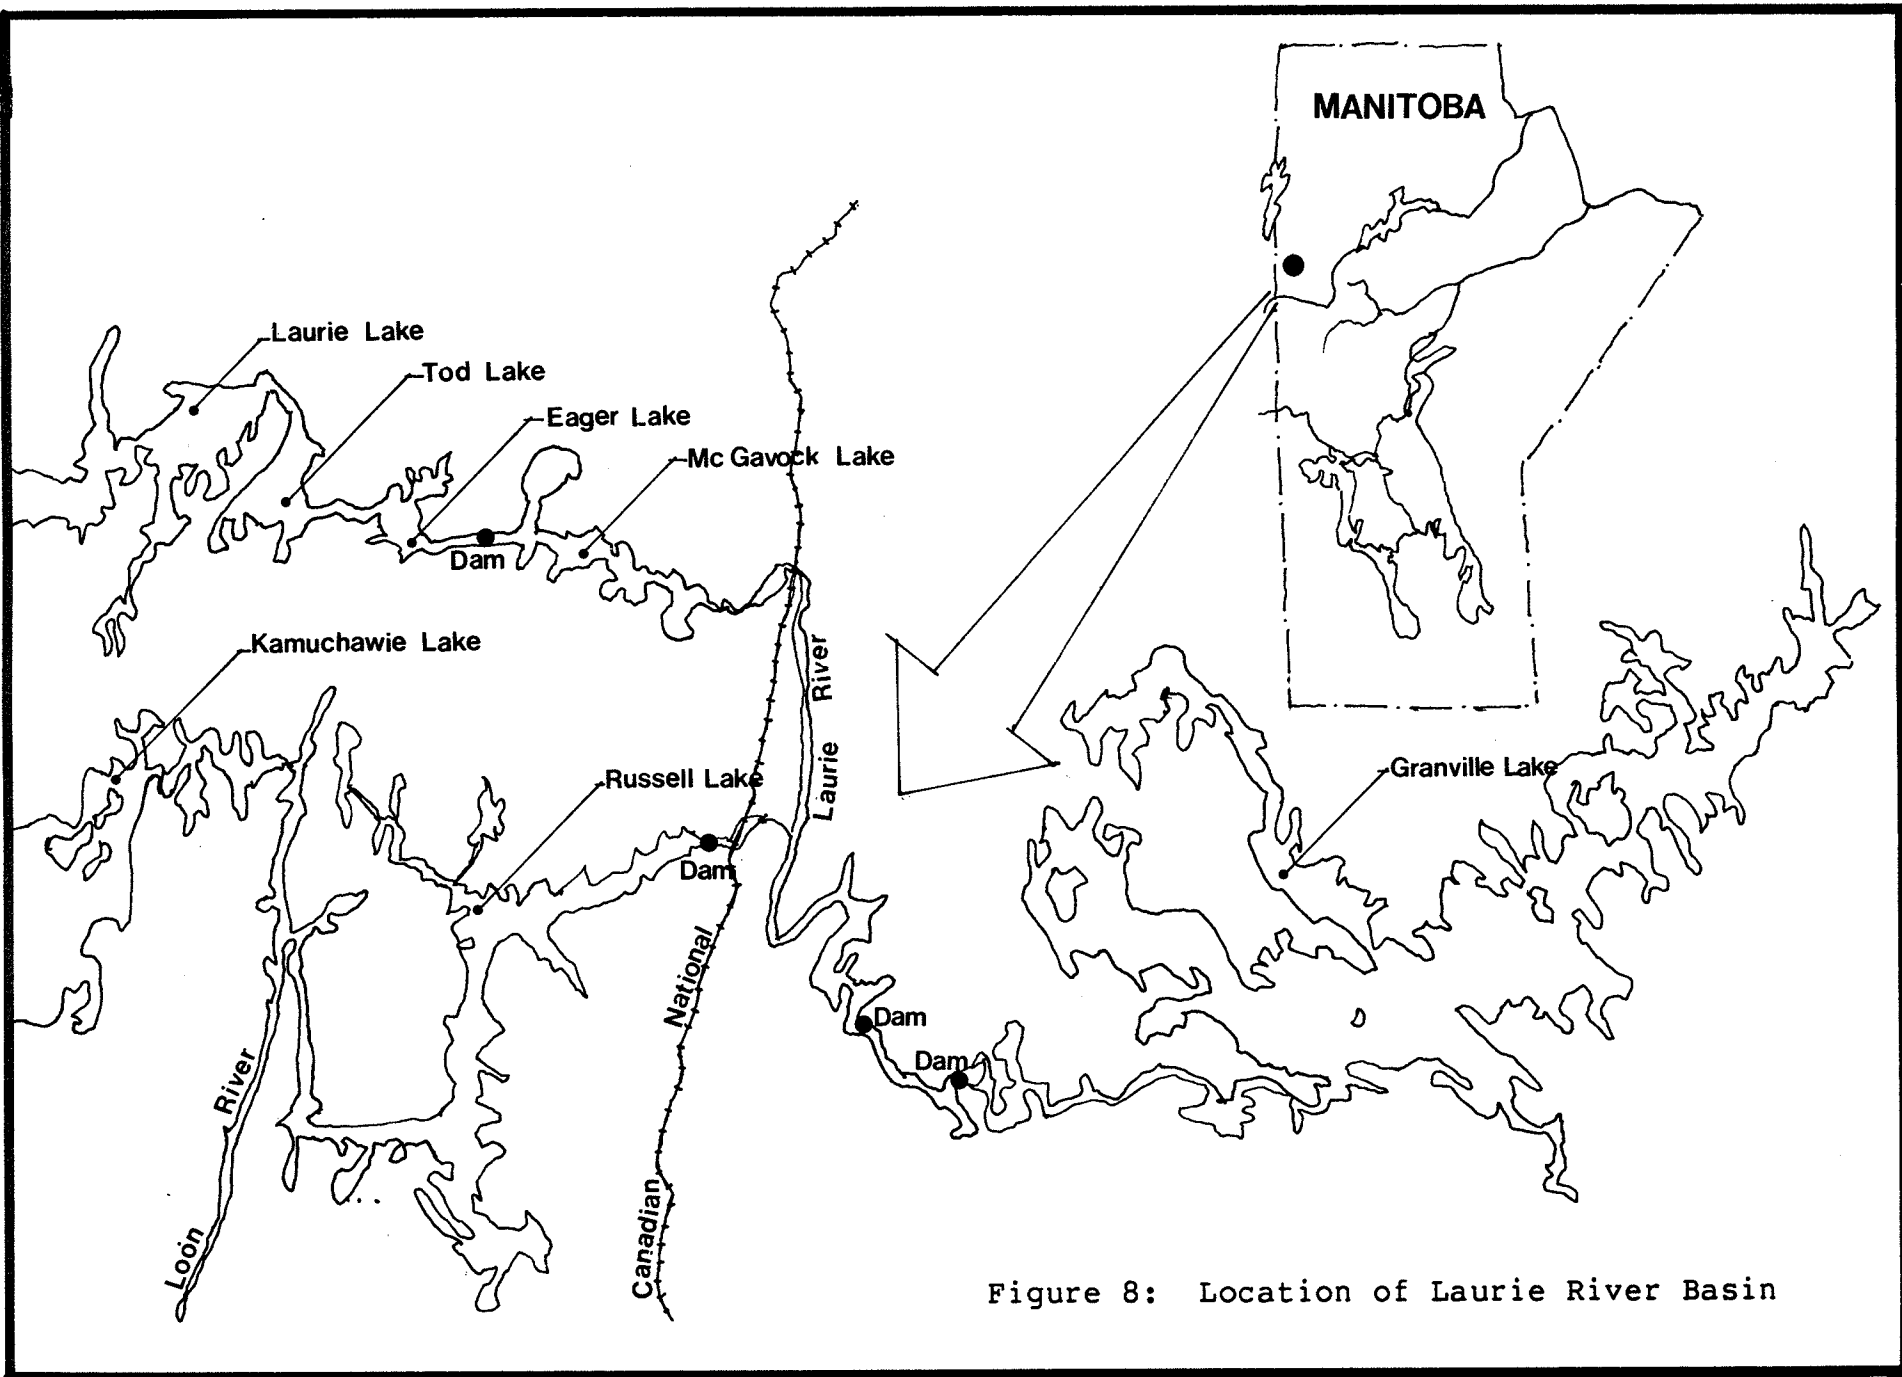 MANITOBA
Laurie Lake
Tod Lake
Eager Lake
Mc Gavock Lake
Dam
Kamuchawie Lake
Laurie River
Russell Lake
Granville Lake
Dam
Canadian National
Dam
Dam
Loon River
Figure 8: Location of Laurie River Basin